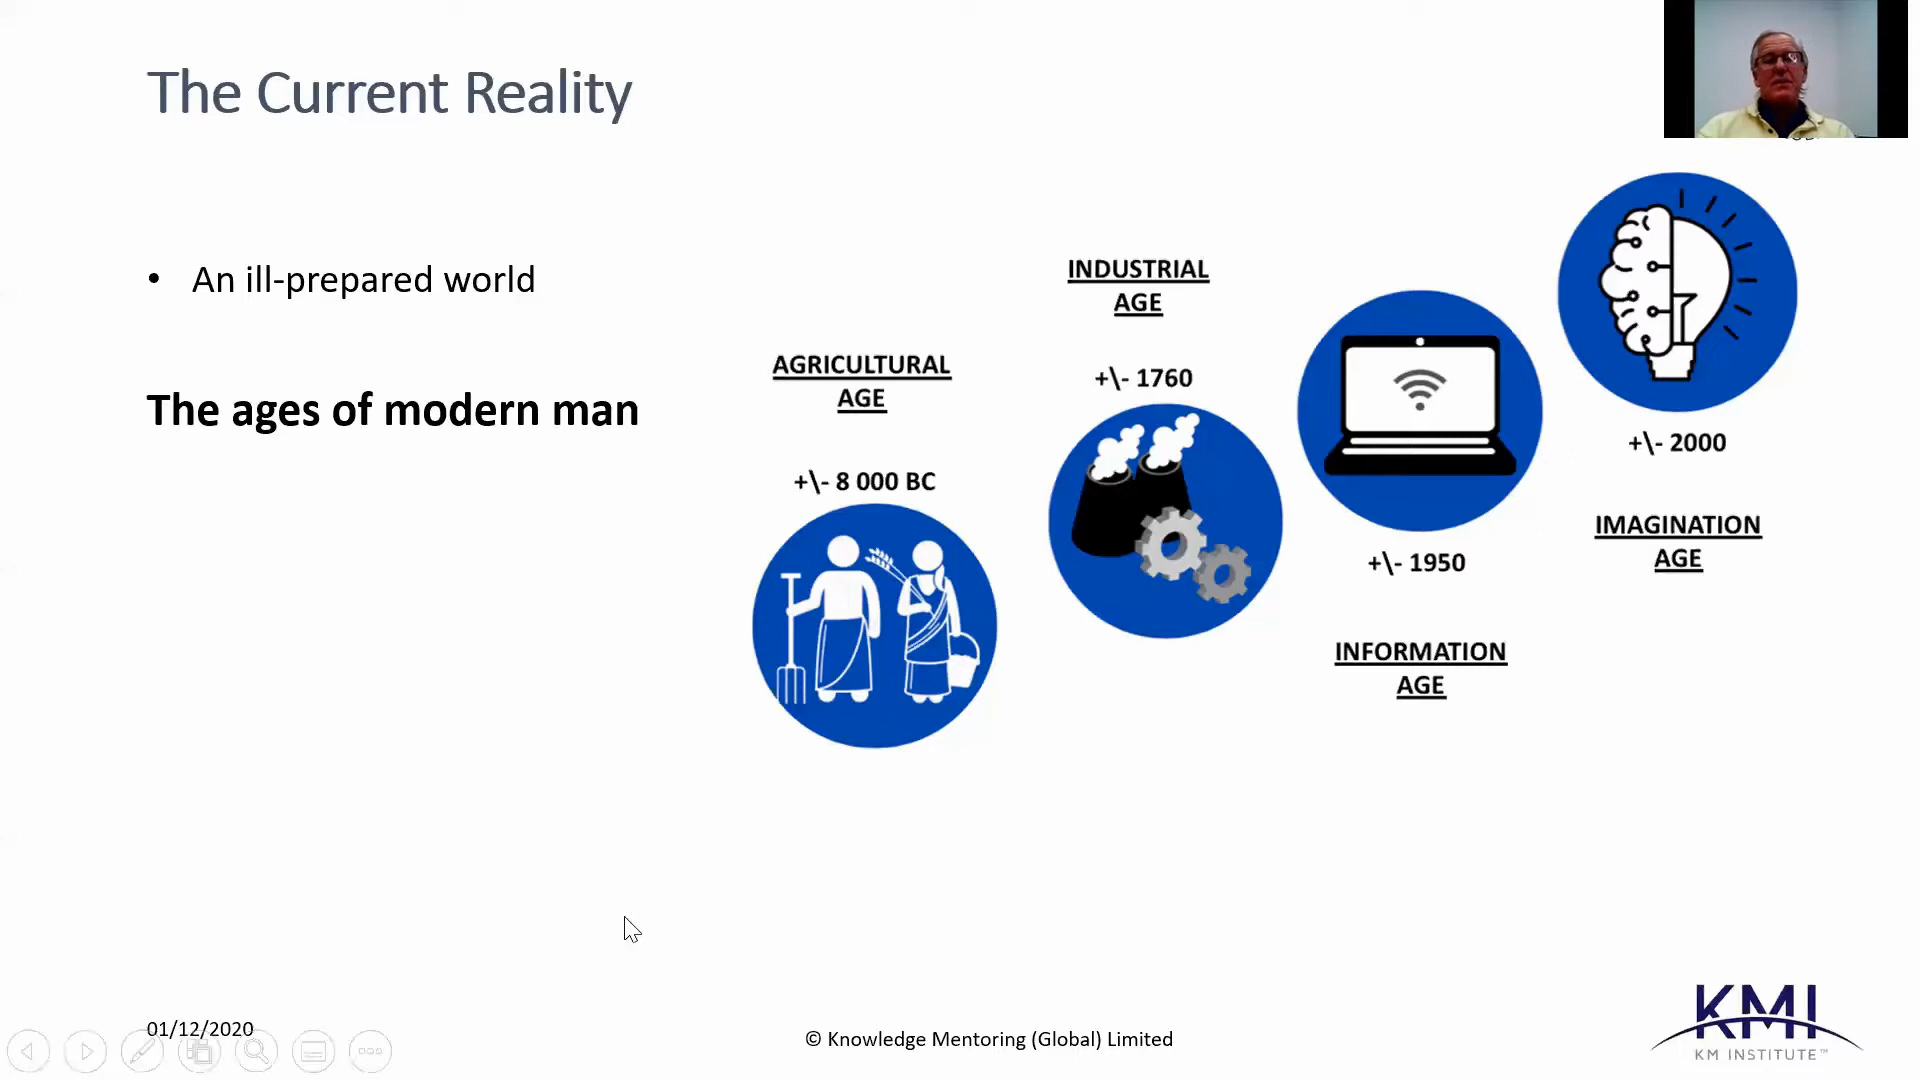 The Current Reality
• An ill-prepared world
The ages of modern man
AGRICULTURAL
AGE
+\- 8 000 BC
INDUSTRIAL
AGE
+\- 1760
+\- 1950
INFORMATION
AGE
+\- 2000
IMAGINATION
AGE
01/12/2020
© Knowledge Mentoring (Global) Limited
KMI
KM INSTITUTE™